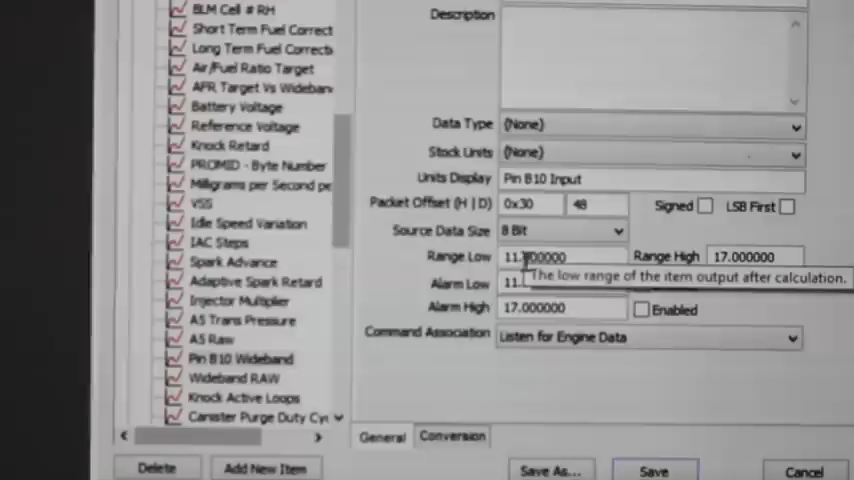 BLM Cell # RH
Short Term Fuel Correct
Long Term Fuel Correcti
Air/Fuel Ratio Target
AFR Target Vs Wideban
Battery Voltage
Reference Voltage
Knock Retard
PROMID - Byte Number
Milligrams per Second pe
VSS
Idle Speed Variation
IAC Steps
Spark Advance
Adaptive Spark Retard
Injector Multiplier
A5 Trans Pressure
A5 Raw
Pin B10 Wideband
Wideband RAW
Knock Active Loops
Canister Purge Duty Cy
Delete
Add New Item
Description
Data Type (None)
Stock Units (None)
Units Display Pin B10 Input
Packet Offset (H | D) 0x30 48 Signed LSB First
Source Data Size 8 Bit
Range Low Range High 17.000000
The low range of the item output after calculation.
Alarm Low 11.
Alarm High 17.000000 Enabled
Command Association Listen for Engine Data
General Conversion
Save As... Save Cancel